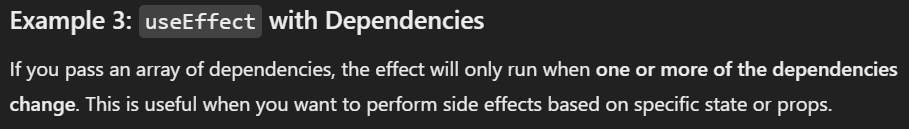 Example 3: useEffect with Dependencies
If you pass an array of dependencies, the effect will only run when one or more of the dependencies
change. This is useful when you want to perform side effects based on specific state or props.